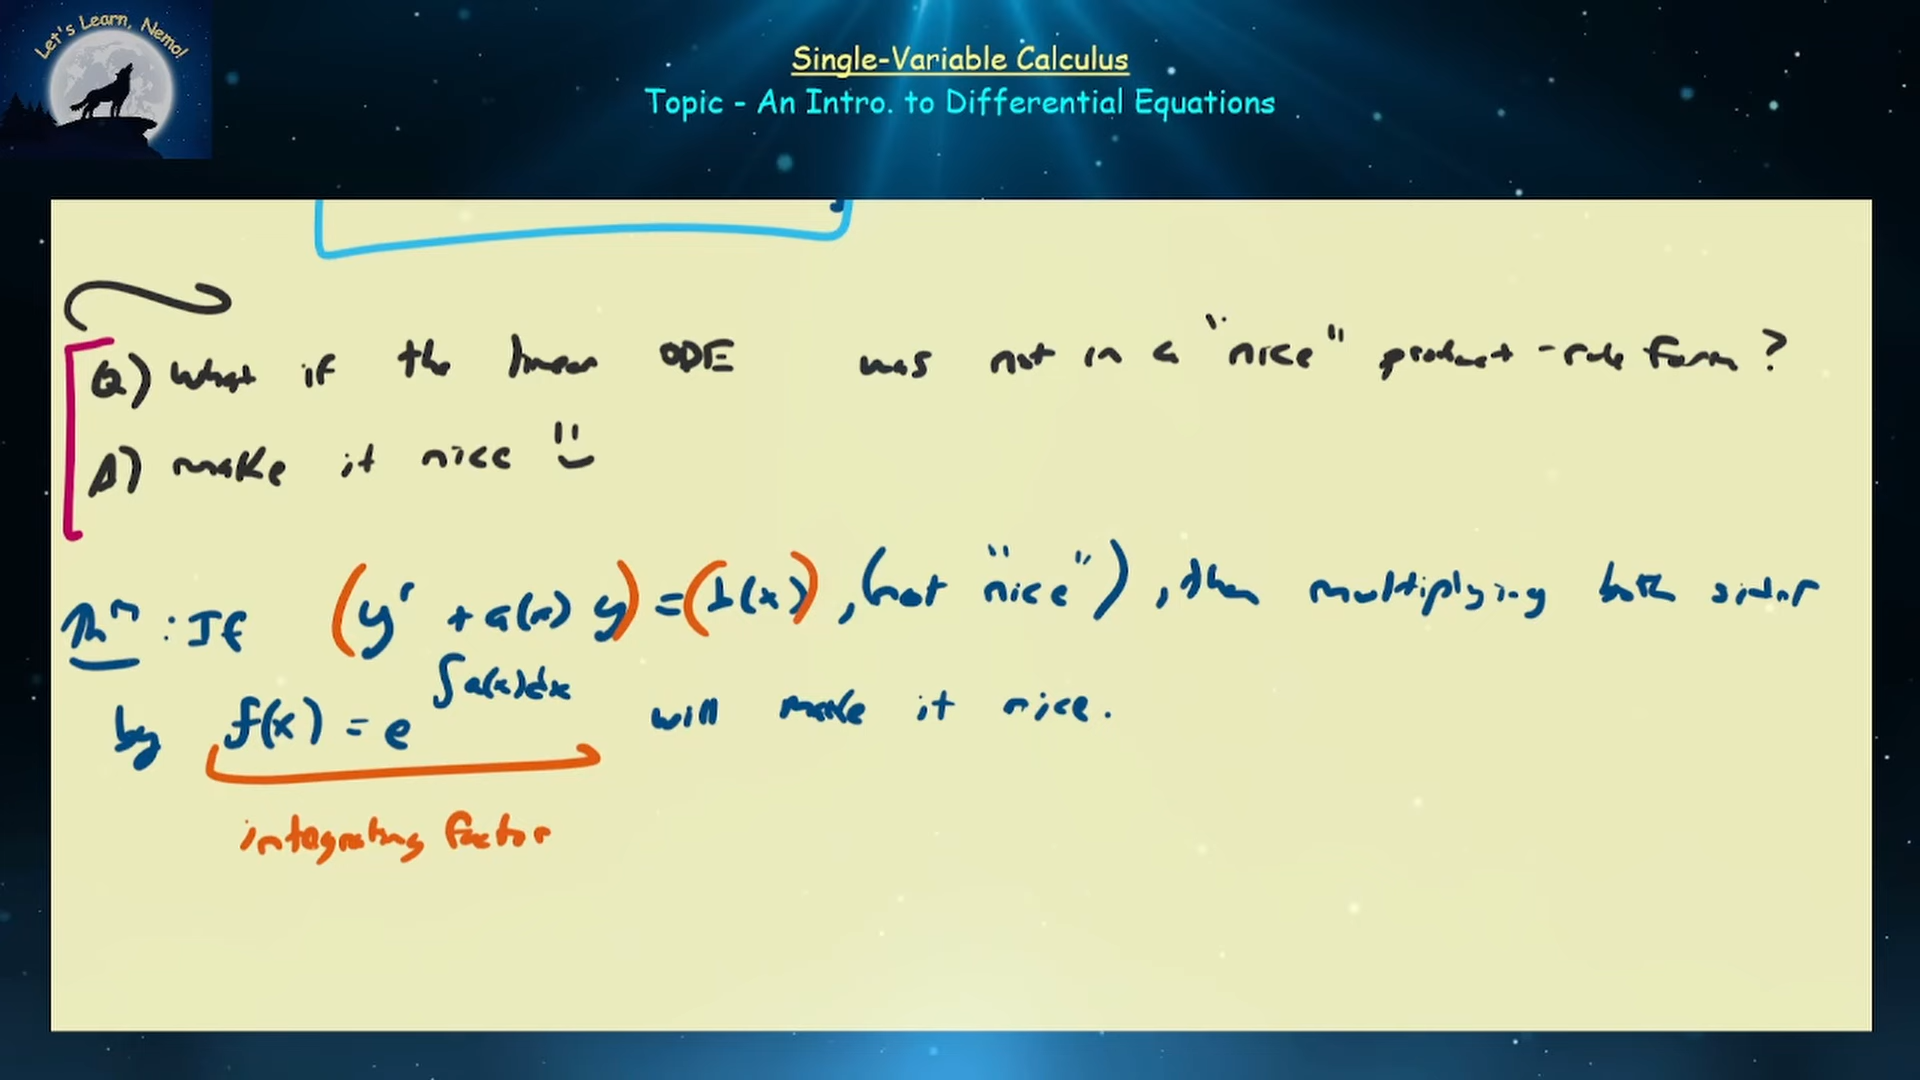 Let's Learn, Nemo!
Single-Variable Calculus
Topic - An Intro. to Differential Equations
Q) What if the linear ODE was not in a "nice" product-rule form?
A) make it nice
Thm: If (y' + a(x) y) = (b(x)), (not "nice"), then multiplying both sides
by f(x) = e^∫a(x)dx will make it nice.
integrating factor